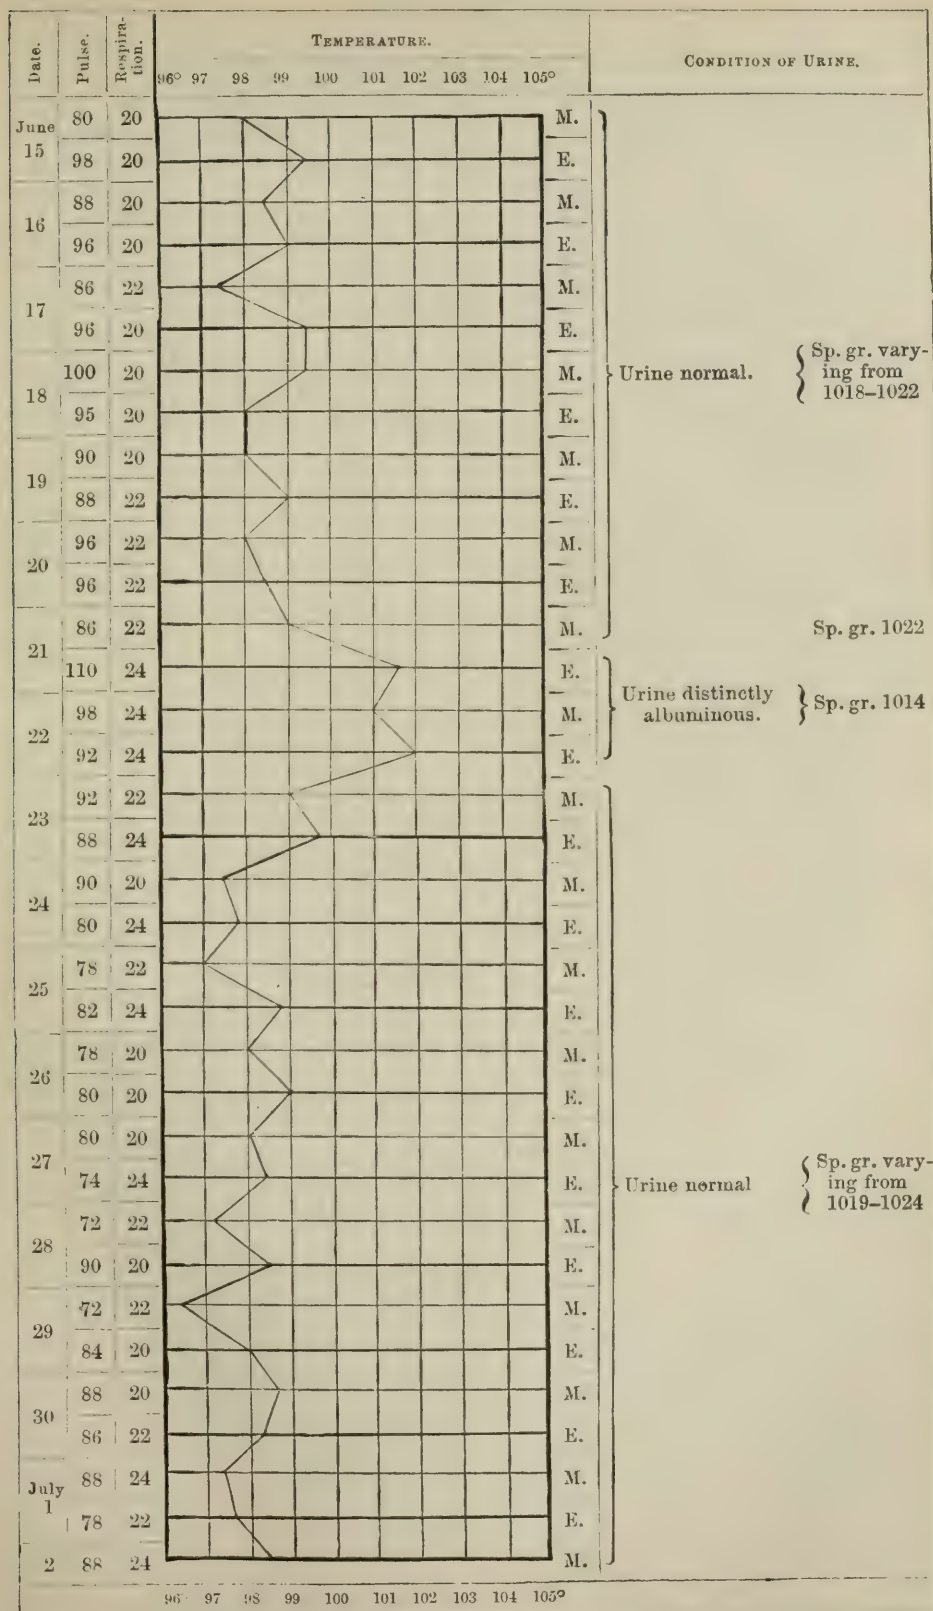 Date. Pulse. Respira-
tion. TEMPERATURE. CONDITION OF URINE.
96° 97 98 99 100 101 102 103 104 105°
June 15 80 20 M.
98 20 E.
16 88 20 M.
96 20 E.
17 86 22 M.
96 20 E.
18 100 20 M.
95 20 E.
19 90 20 M.
88 22 E.
20 96 22 M.
96 22 E.
Urine normal. Sp. gr. vary-
ing from
1018–1022
21 86 22 M. Sp. gr. 1022
110 24 E.
22 98 24 M.
92 24 E.
Urine distinctly
albuminous. Sp. gr. 1014
23 92 22 M.
88 24 E.
24 90 20 M.
80 24 E.
25 78 22 M.
82 24 E.
26 78 20 M.
80 20 E.
27 80 20 M.
74 24 E.
Urine normal Sp. gr. vary-
ing from
1019–1024
28 72 22 M.
90 20 E.
29 72 22 M.
84 20 E.
30 88 20 M.
86 22 E.
July 1 88 24 M.
78 22 E.
2 88 24 M.
96° 97 98 99 100 101 102 103 104 105°